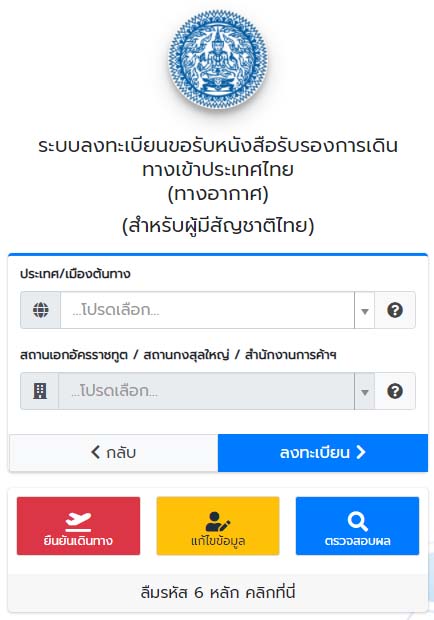 ระบบลงทะเบียนขอรับหนังสือรับรองการเดิน
ทางเข้าประเทศไทย
(ทางอากาศ)
(สำหรับผู้มีสัญชาติไทย)
ประเทศ/เมืองต้นทาง
...โปรดเลือก...
สถานเอกอัครราชทูต / สถานกงสุลใหญ่ / สำนักงานการค้าฯ
...โปรดเลือก...
กลับ
ลงทะเบียน
ยืนยันเดินทาง
แก้ไขข้อมูล
ตรวจสอบผล
ลืมรหัส 6 หลัก คลิกที่นี่